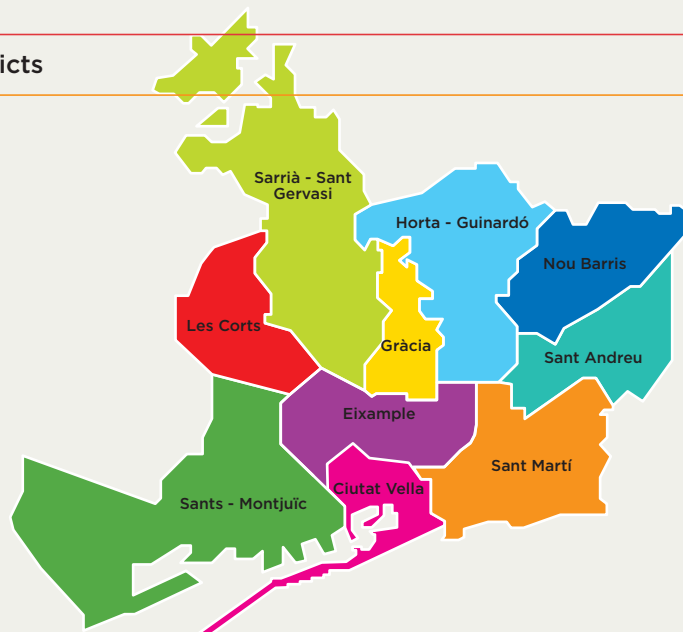 icts
Sarrià - Sant
Gervasi
Horta - Guinardó
Nou Barris
Les Corts
Gràcia
Sant Andreu
Eixample
Sant Martí
Ciutat Vella
Sants - Montjuïc